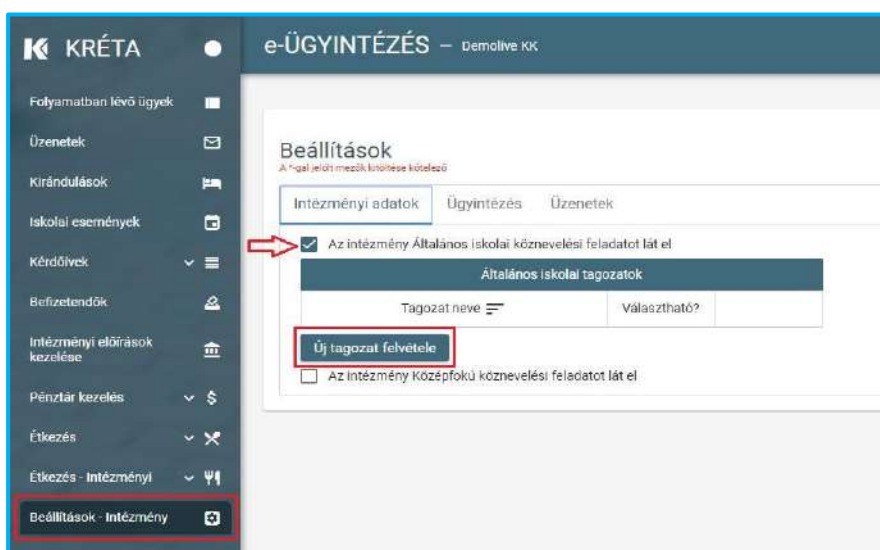 KRÉTA
Folyamatban lévő ügyek
Üzenetek
Kirándulások
Iskolai események
Kérdőívek
Befizetendők
Intézményi előírások
kezelése
Pénztár kezelés
Étkezés
Étkezés - Intézményi
Beállítások - Intézmény
e-ÜGYINTÉZÉS – Demolive KK
Beállítások
A *-gal jelölt mezők kitöltése kötelező
Intézményi adatok Ügyintézés Üzenetek
Az intézmény Általános iskolai köznevelési feladatot lát el
Általános iskolai tagozatok
Tagozat neve Választható?
Új tagozat felvétele
Az intézmény Középfokú köznevelési feladatot lát el